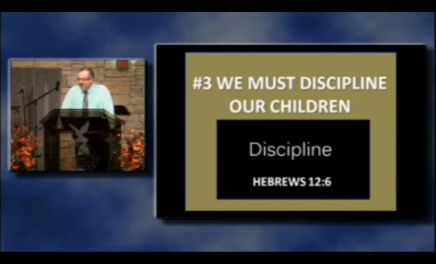 #3 WE MUST DISCIPLINE
OUR CHILDREN
Discipline
HEBREWS 12:6